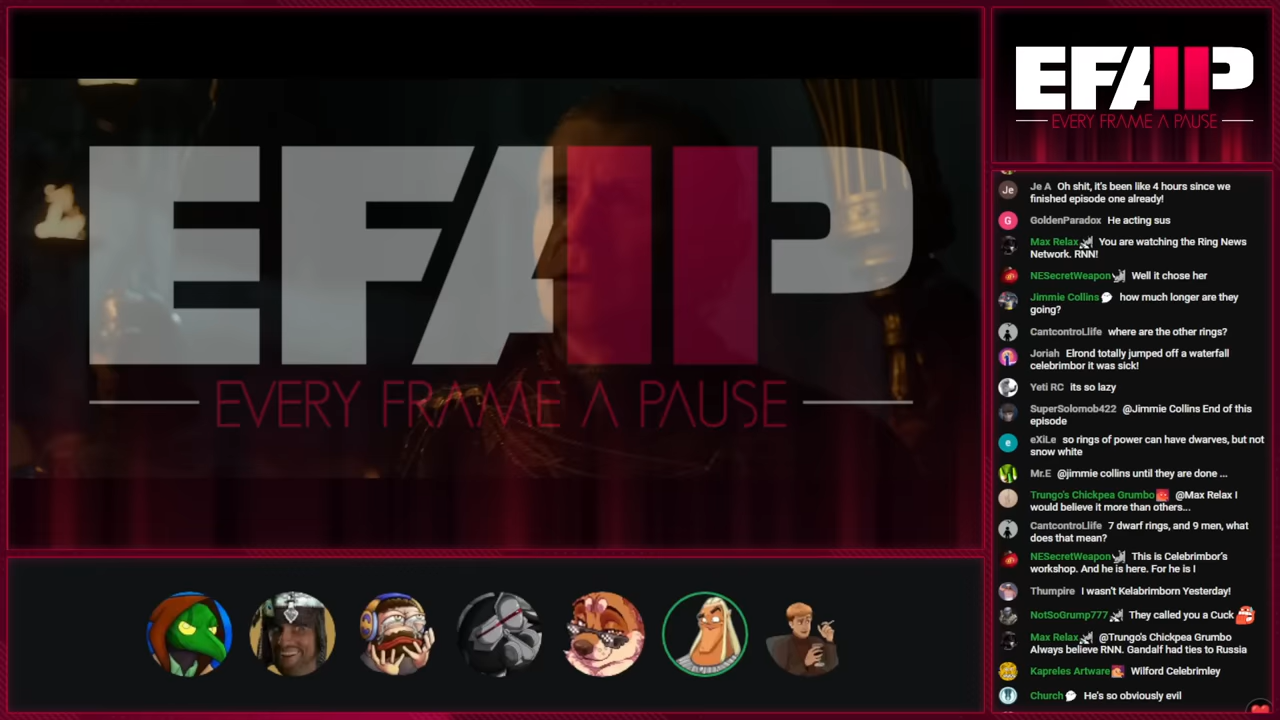 EFAP
EVERY FRAME A PAUSE
EFAP
EVERY FRAME A PAUSE
Je
Je A Oh shit, it's been like 4 hours since we
finished episode one already!
G
GoldenParadox He acting sus
Max Relax You are watching the Ring News
Network. RNN!
NESecretWeapon Well it chose her
Jimmie Collins how much longer are they
going?
CantcontroLlife where are the other rings?
Joriah Elrond totally jumped off a waterfall
celebrimbor it was sick!
Yeti RC its so lazy
SuperSolomob422 @Jimmie Collins End of this
episode
e
eXiLe so rings of power can have dwarves, but not
snow white
Mr.E @jimmie collins until they are done ...
Trungo's Chickpea Grumbo @Max Relax I
would believe it more than others...
CantcontroLlife 7 dwarf rings, and 9 men, what
does that mean?
NESecretWeapon This is Celebrimbor's
workshop. And he is here. For he is I
Thumpire I wasn't Kelabrimborn Yesterday!
NotSoGrump777 They called you a Cuck
Max Relax @Trungo's Chickpea Grumbo
Always believe RNN. Gandalf had ties to Russia
Kapreles Artware Wilford Celebrimley
Church He's so obviously evil